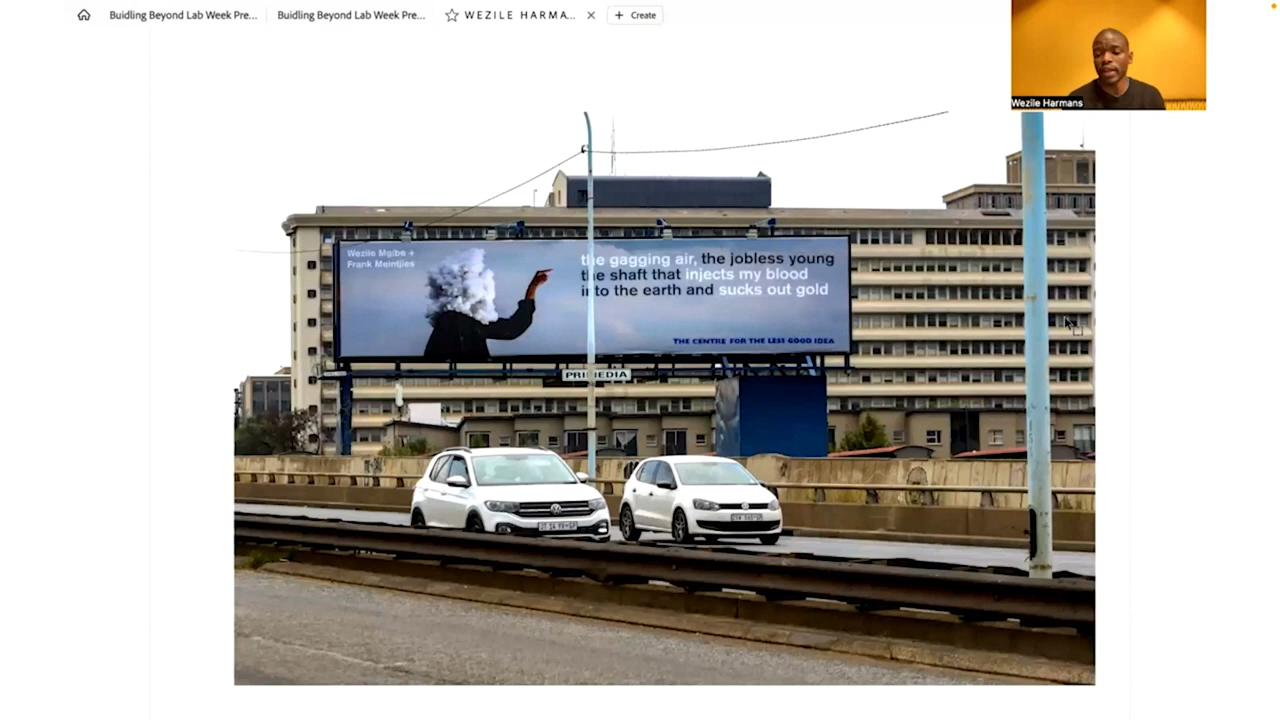 Buidling Beyond Lab Week Pre...
Buidling Beyond Lab Week Pre...
WEZILE HARMA...
Create
Wezile Harmans
Wezile Mgibe +
Frank Meintjies
the gagging air, the jobless young
the shaft that injects my blood
into the earth and sucks out gold
THE CENTRE FOR THE LESS GOOD IDEA
PRIMEDIA